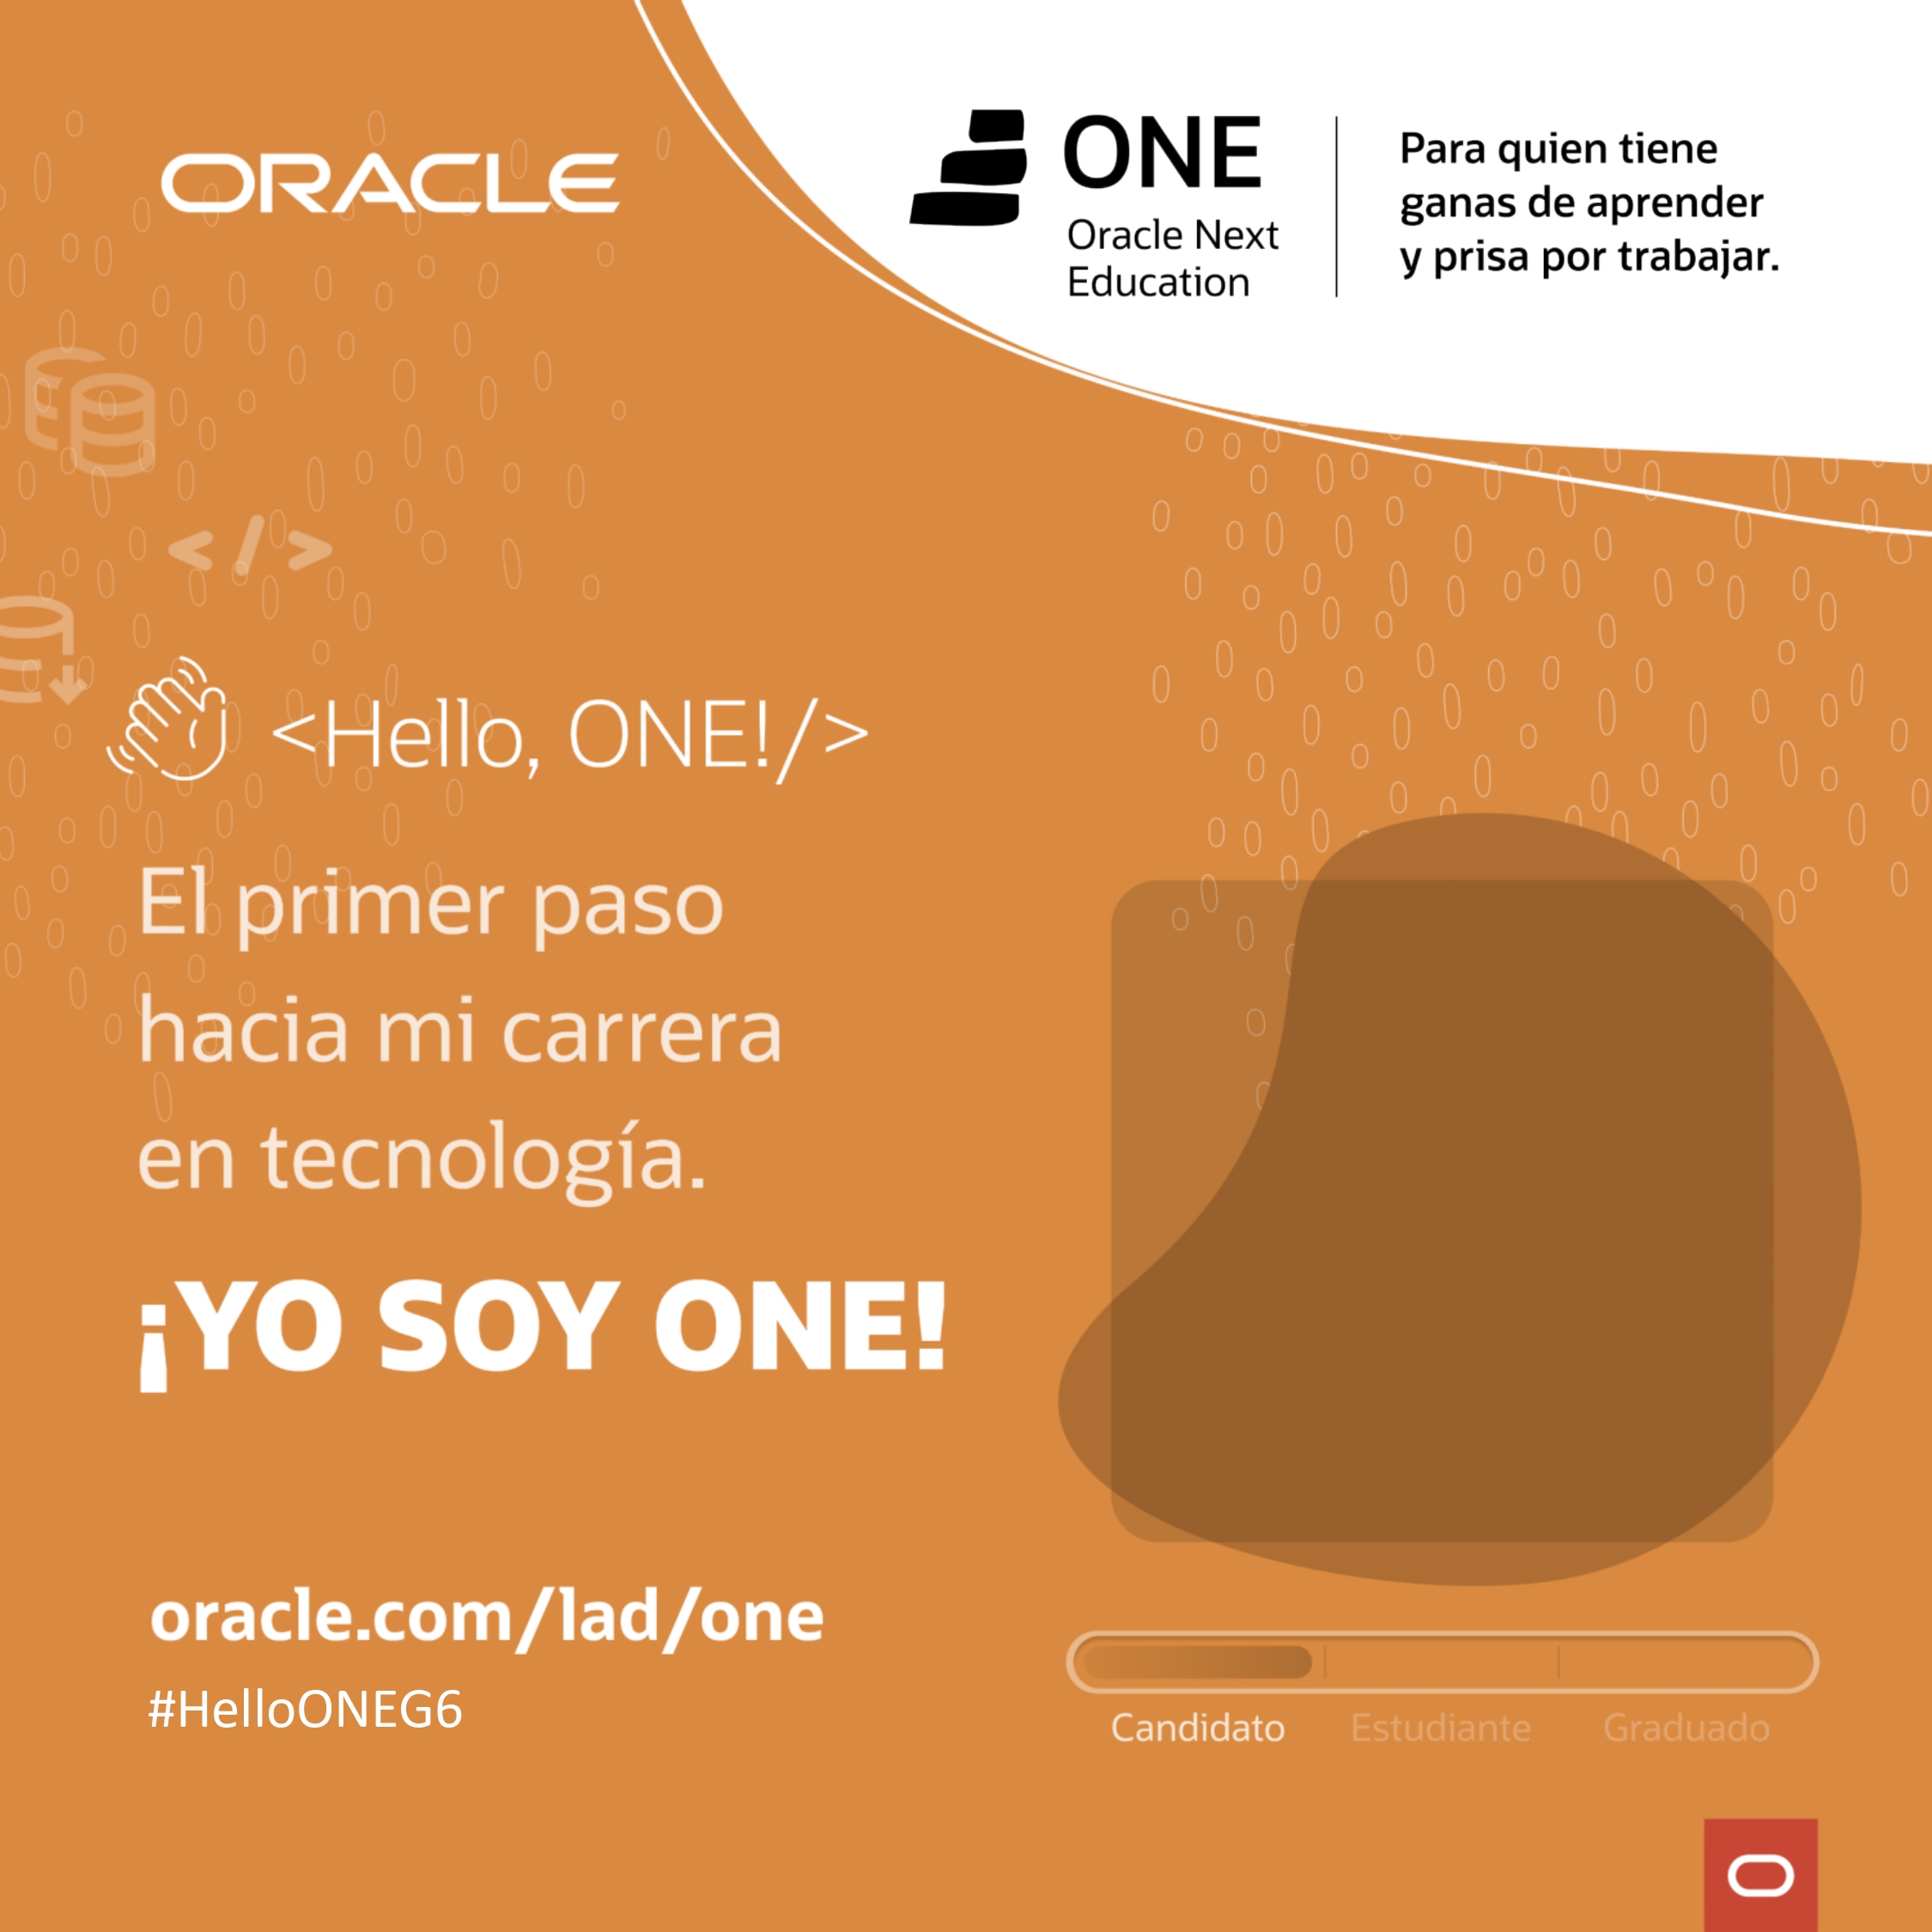 ORACLE
ONE
Oracle Next
Education
Para quien tiene
ganas de aprender
y prisa por trabajar.
</>
<Hello, ONE!/>
El primer paso
hacia mi carrera
en tecnología.
¡YO SOY ONE!
oracle.com/lad/one
#HelloONEG6
Candidato Estudiante Graduado